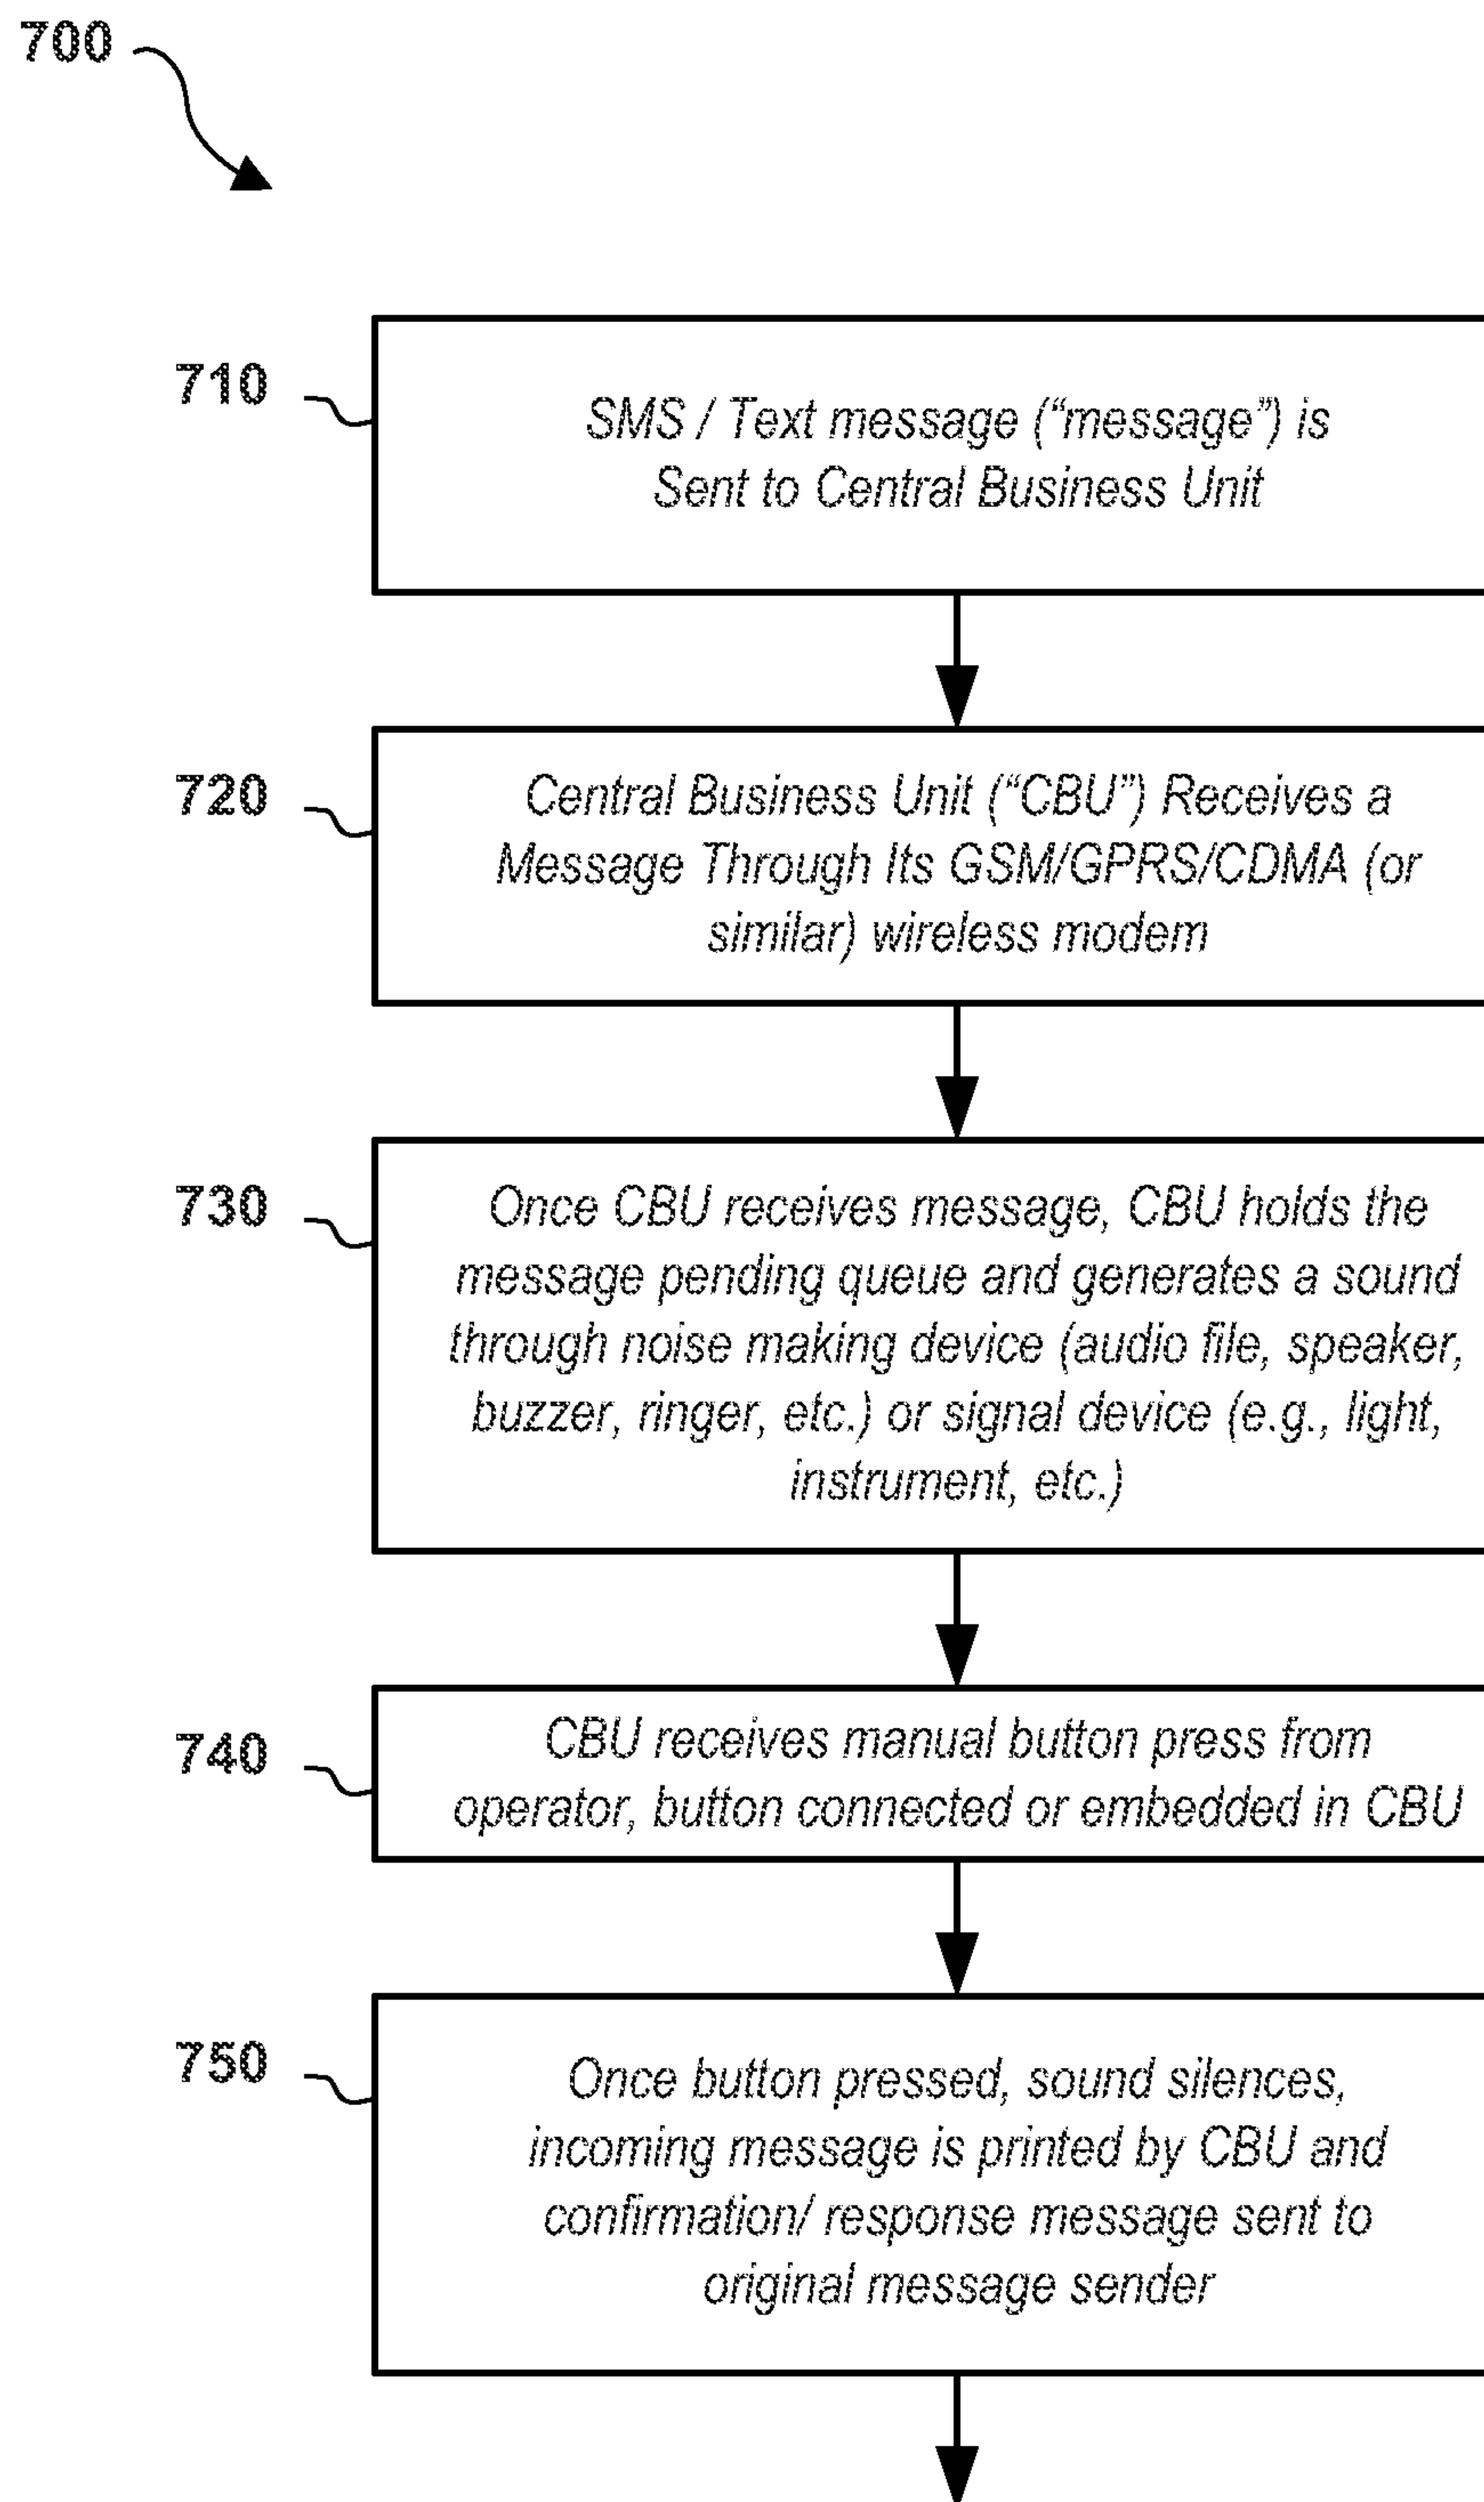 700
710
SMS / Text message (“message”) is
Sent to Central Business Unit
720
Central Business Unit (“CBU”) Receives a
Message Through Its GSM/GPRS/CDMA (or
similar) wireless modem
730
Once CBU receives message, CBU holds the
message pending queue and generates a sound
through noise making device (audio file, speaker,
buzzer, ringer, etc.) or signal device (e.g., light,
instrument, etc.)
740
CBU receives manual button press from
operator, button connected or embedded in CBU
750
Once button pressed, sound silences,
incoming message is printed by CBU and
confirmation/ response message sent to
original message sender